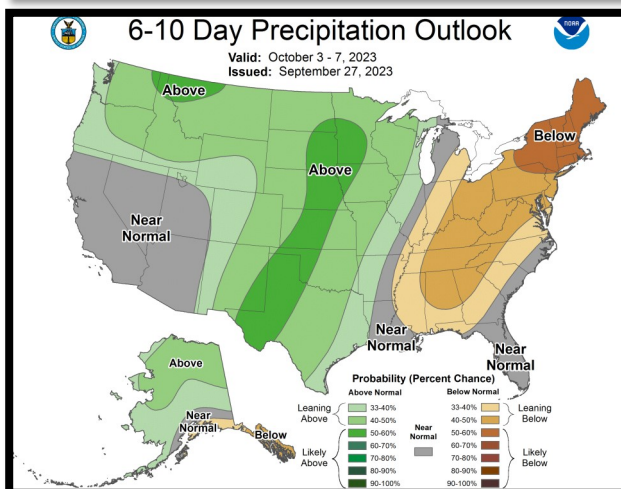 6-10 Day Precipitation Outlook
NOAA
Valid: October 3 - 7, 2023
Issued: September 27, 2023
Above
Above
Below
Near
Normal
Near
Normal
Near
Normal
Above
Near
Normal
Below
Probability (Percent Chance)
Above Normal
Below Normal
Leaning
Above
33-40%
40-50%
Likely
Above
50-60%
60-70%
70-80%
80-90%
90-100%
Near
Normal
33-40%
40-50%
Leaning
Below
50-60%
60-70%
70-80%
80-90%
90-100%
Likely
Below